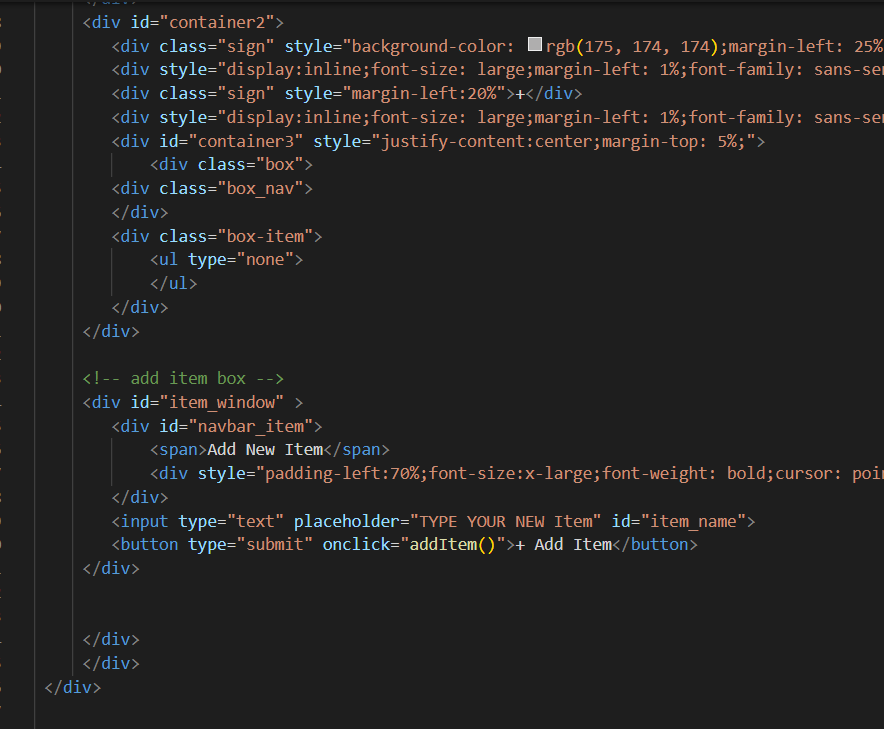 <div id="container2">
<div class="sign" style="background-color: rgb(175, 174, 174);margin-left: 25%
<div style="display:inline;font-size: large;margin-left: 1%;font-family: sans-se
<div class="sign" style="margin-left:20%">+</div>
<div style="display:inline;font-size: large;margin-left: 1%;font-family: sans-se
<div id="container3" style="justify-content:center;margin-top: 5%;">
<div class="box">
<div class="box_nav">
</div>
<div class="box-item">
<ul type="none">
</ul>
</div>
</div>
<!-- add item box -->
<div id="item_window" >
<div id="navbar_item">
<span>Add New Item</span>
<div style="padding-left:70%;font-size:x-large;font-weight: bold;cursor: poi
</div>
<input type="text" placeholder="TYPE YOUR NEW Item" id="item_name">
<button type="submit" onclick="addItem()">+ Add Item</button>
</div>
</div>
</div>
</div>